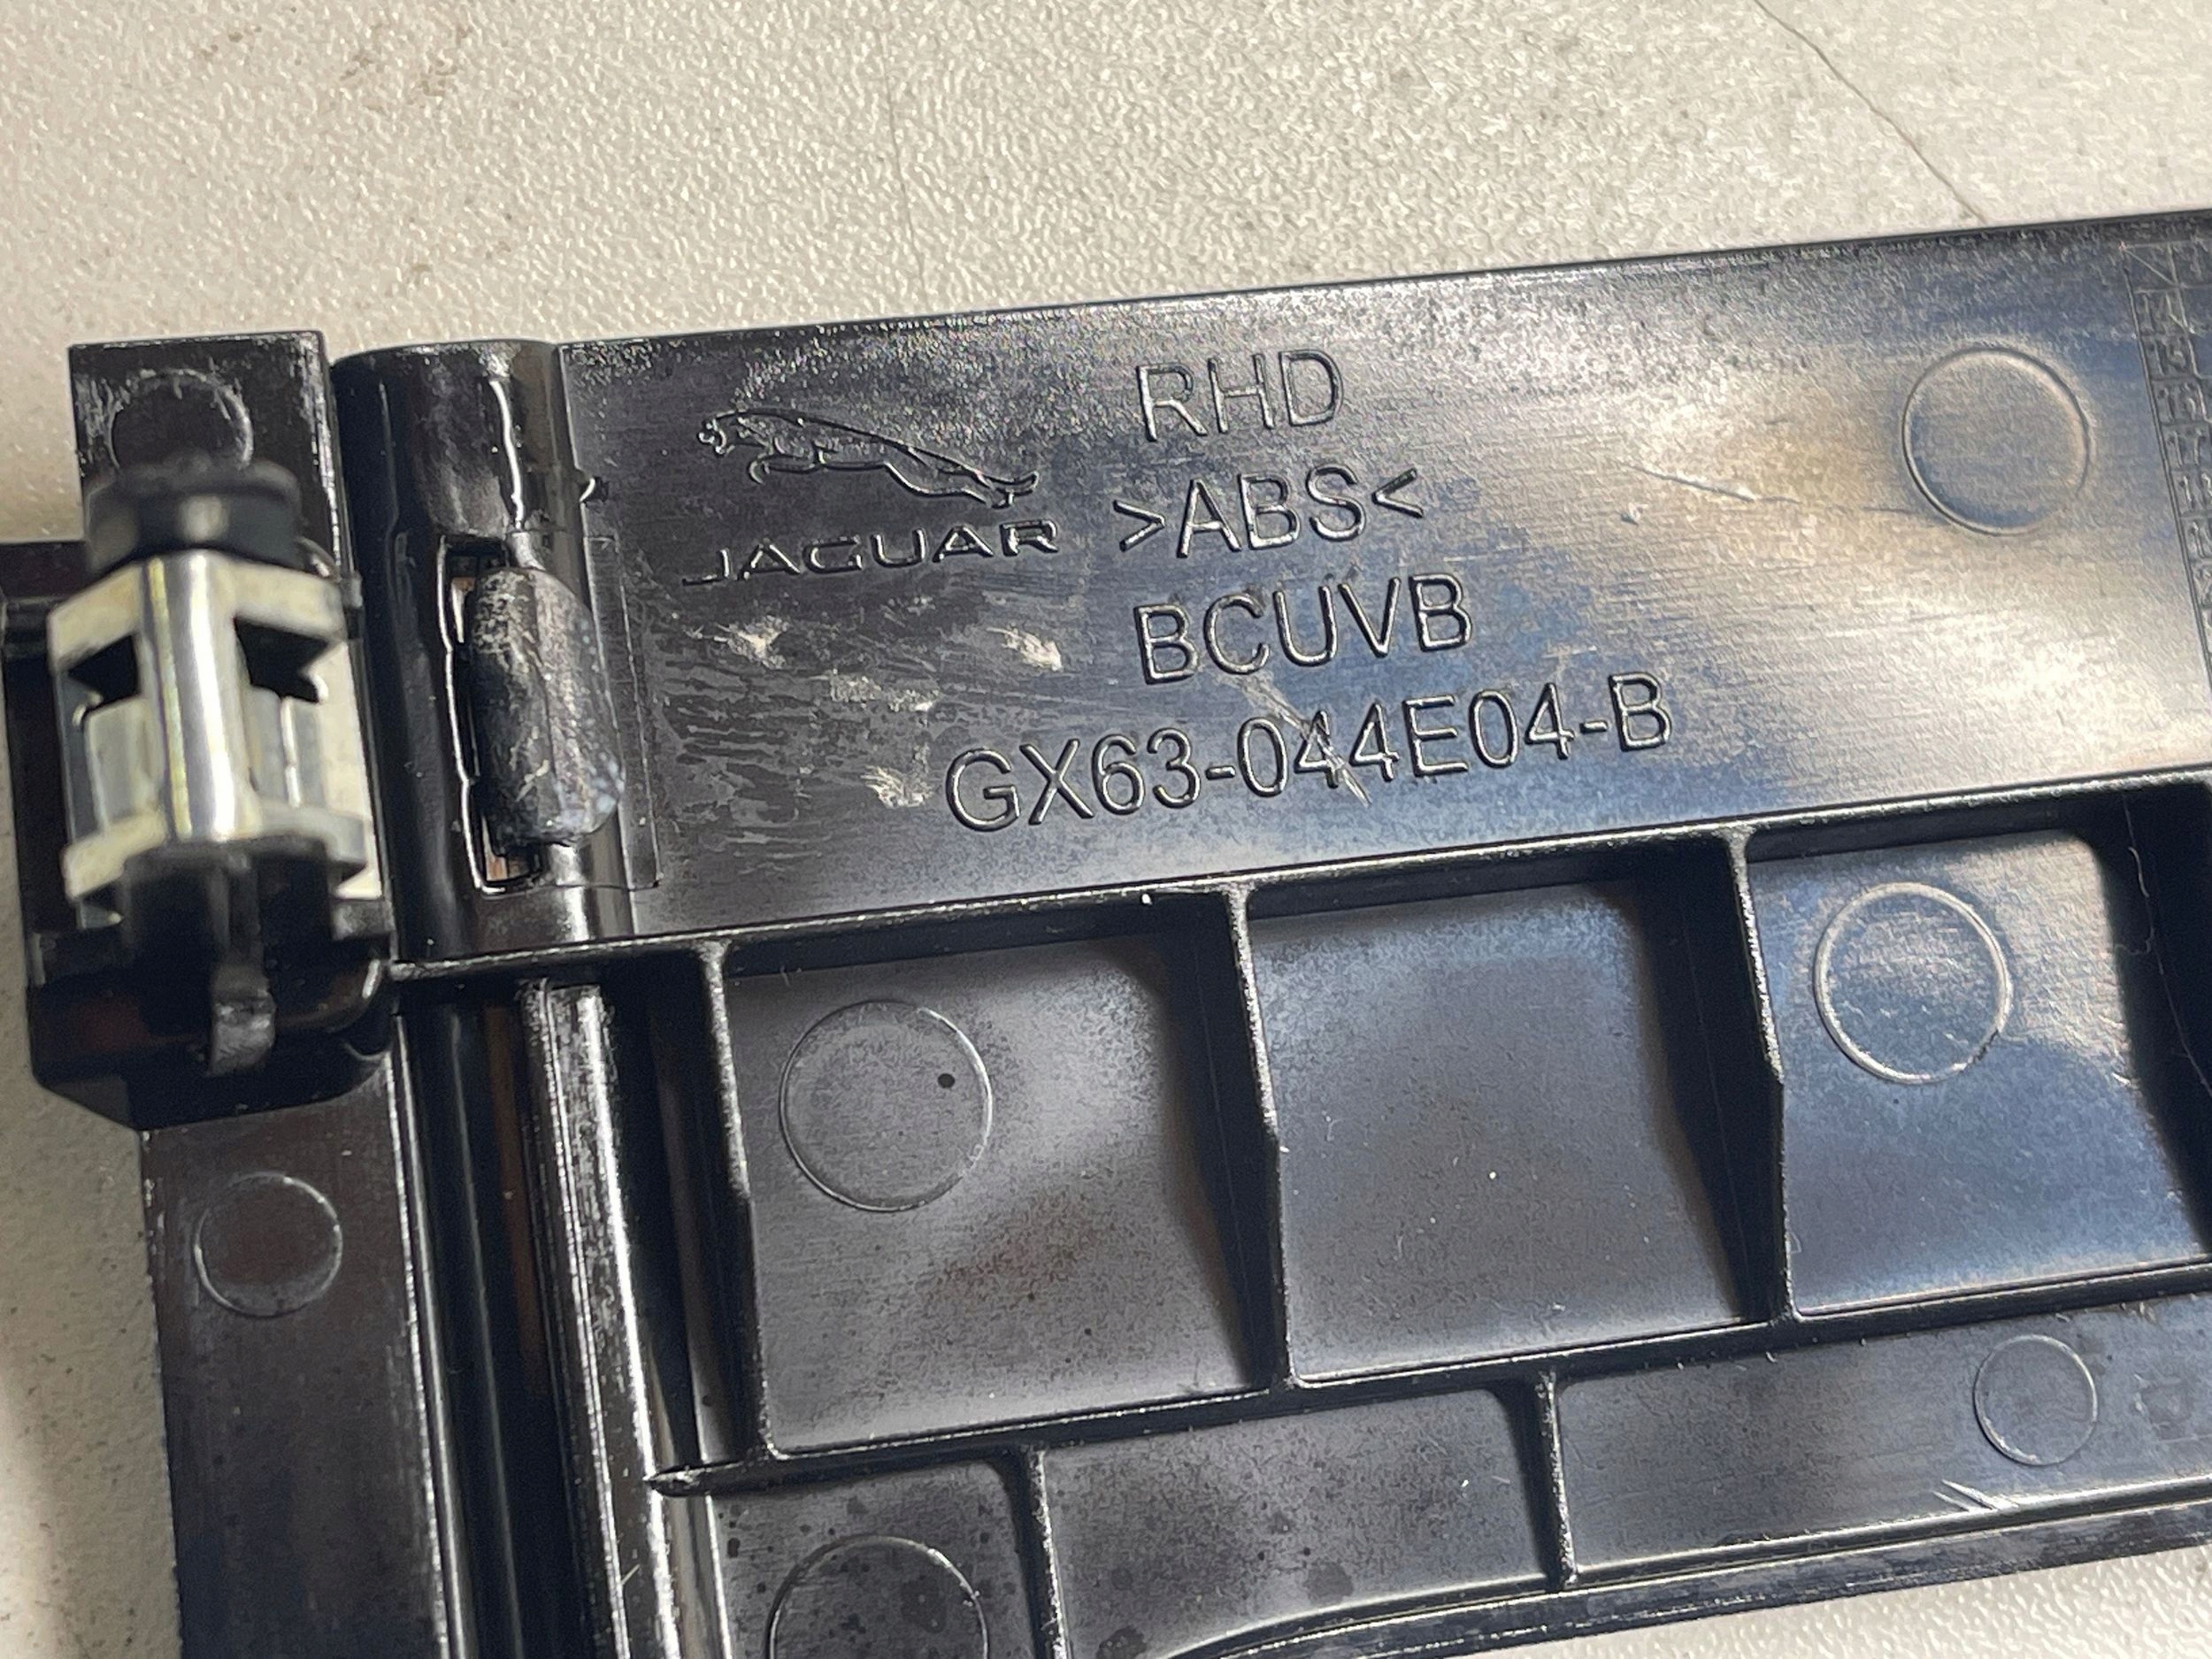 RHD
JAGUAR >ABS<
BCUVB
GX63-044E04-B